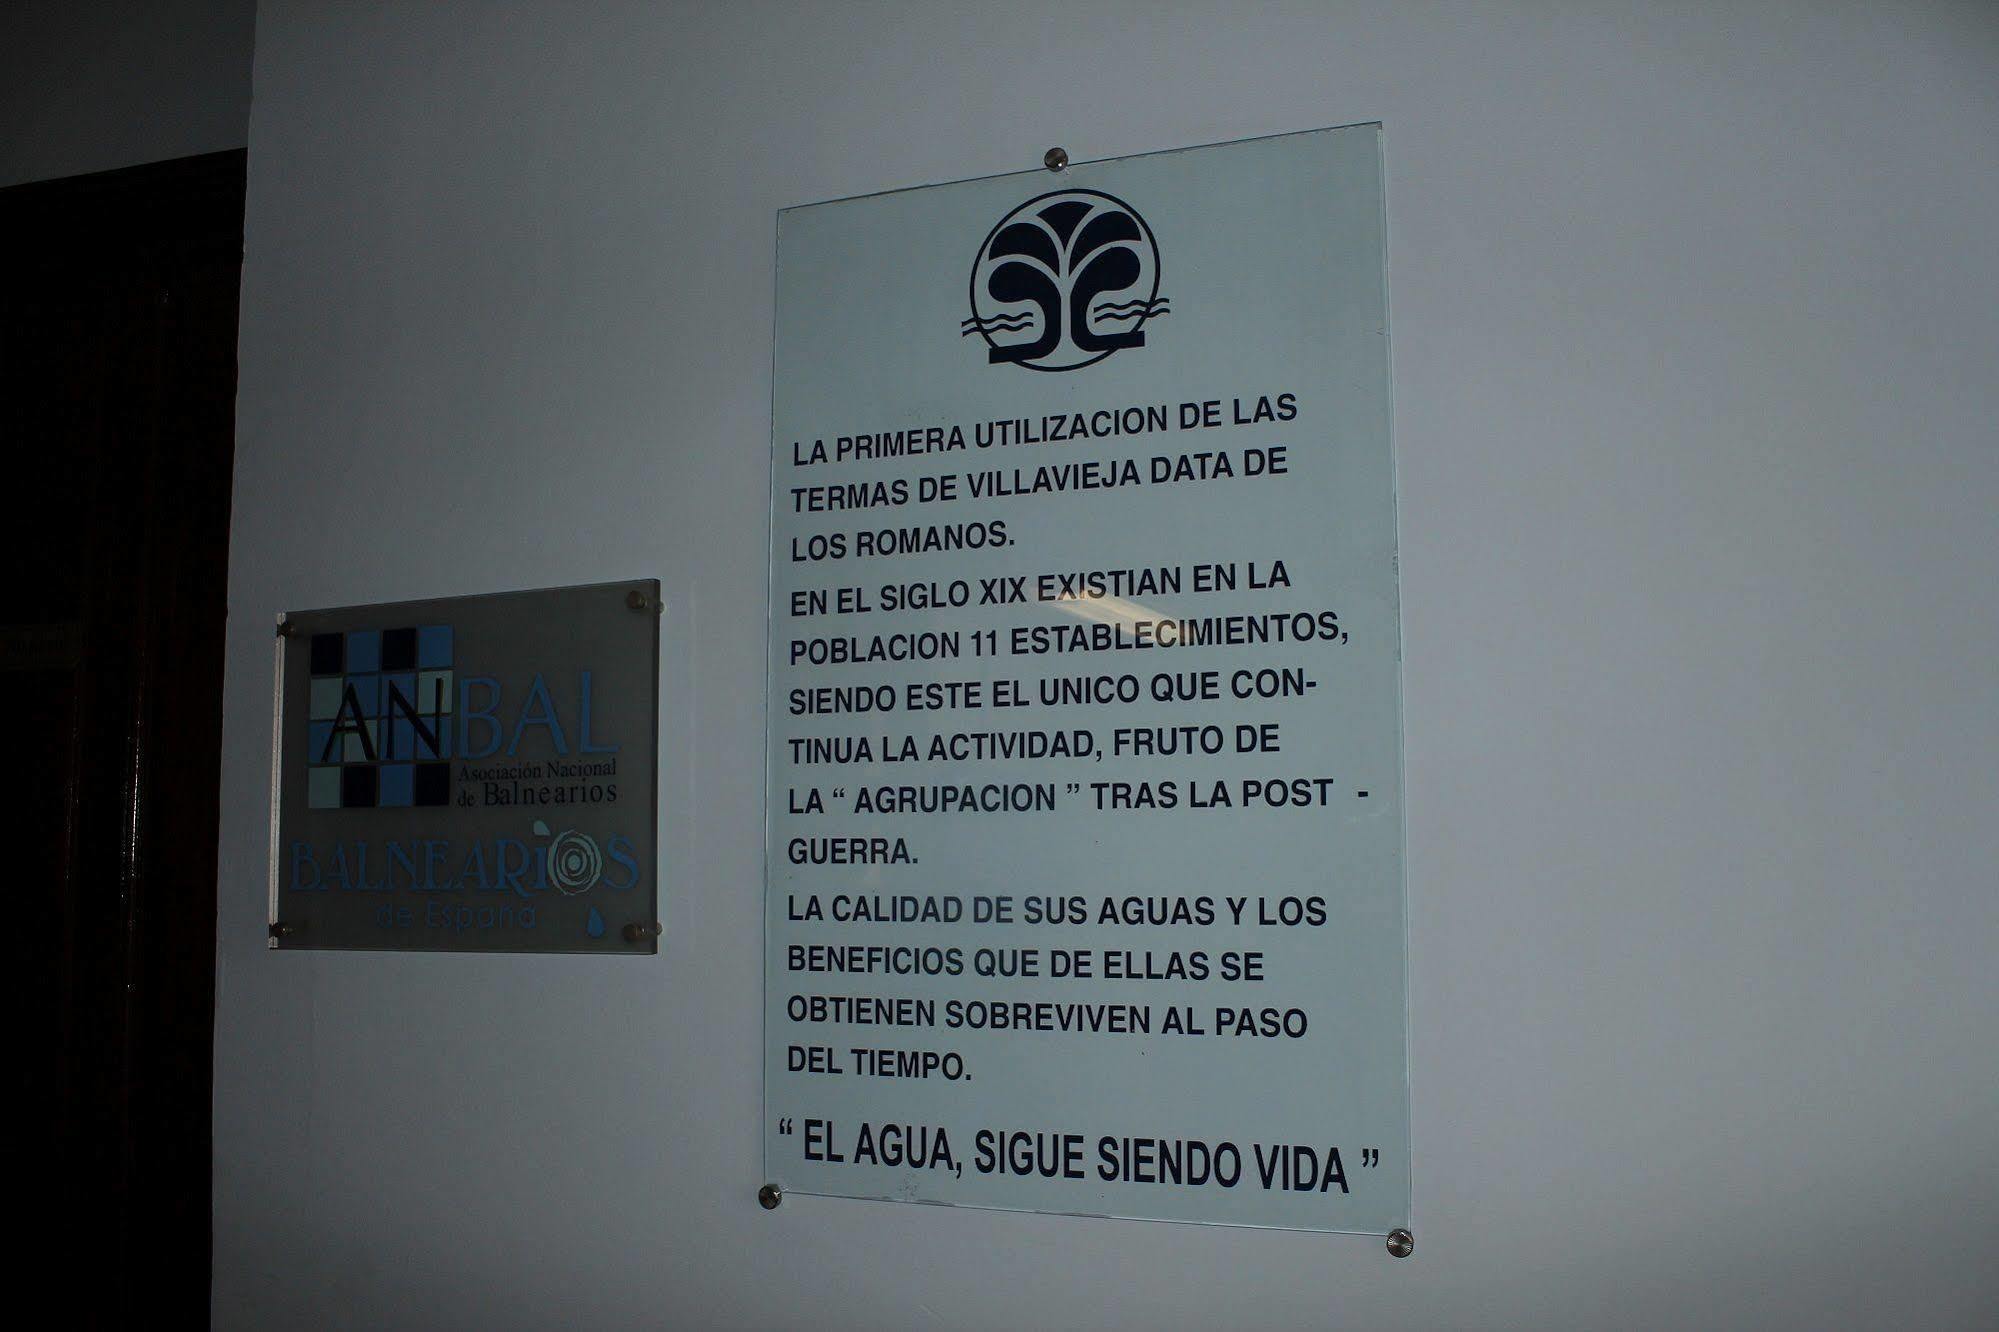 ANBAL
Asociación Nacional
de Balnearios
BALNEARIOS
de España
LA PRIMERA UTILIZACION DE LAS
TERMAS DE VILLAVIEJA DATA DE
LOS ROMANOS.
EN EL SIGLO XIX EXISTIAN EN LA
POBLACION 11 ESTABLECIMIENTOS,
SIENDO ESTE EL UNICO QUE CON-
TINUA LA ACTIVIDAD, FRUTO DE
LA “ AGRUPACION ” TRAS LA POST -
GUERRA.
LA CALIDAD DE SUS AGUAS Y LOS
BENEFICIOS QUE DE ELLAS SE
OBTIENEN SOBREVIVEN AL PASO
DEL TIEMPO.
“ EL AGUA, SIGUE SIENDO VIDA ”